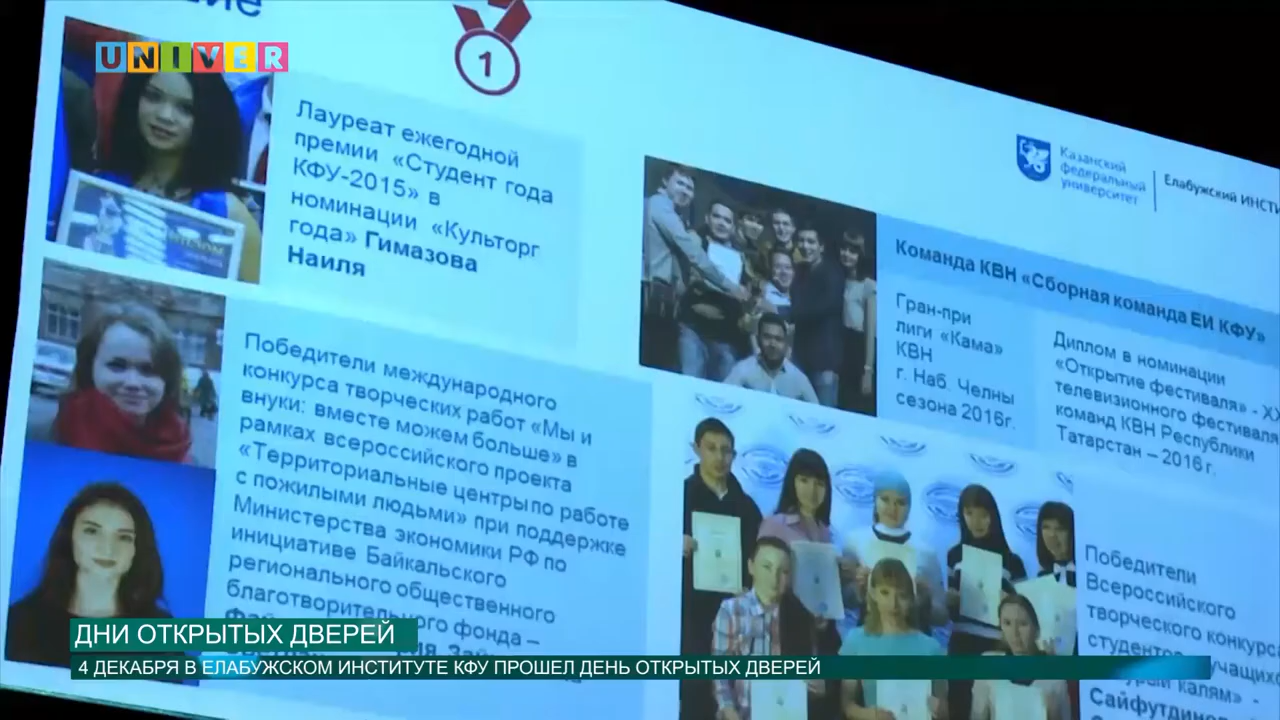 UNIVER
1
Лауреат ежегодной
премии «Студент года
КФУ-2015» в
номинации «Культорг
года» Гимазова
Наиля
Казанский
федеральный
университет
Елабужский
Команда КВН «Сборная команда ЕИ КФУ»
Гран-при
лиги «Кама»
КВН
г. Наб. Челны
сезона 2016г.
Диплом в номинации
«Открытие фестиваля» -
телевизионного фестиваля
команд КВН Республики
Татарстан – 2016 г.
Победители международного
конкурса творческих работ «Мы и
внуки: вместе можем больше» в
рамках всероссийского проекта
«Территориальные центры по работе
с пожилыми людьми» при поддержке
Министерства экономики РФ по
инициативе Байкальского
регионального общественного
благотворительного фонда –
Победители
Всероссийского
творческого конкурса
калям» -
ДНИ ОТКРЫТЫХ ДВЕРЕЙ
4 ДЕКАБРЯ В ЕЛАБУЖСКОМ ИНСТИТУТЕ КФУ ПРОШЕЛ ДЕНЬ ОТКРЫТЫХ ДВЕРЕЙ